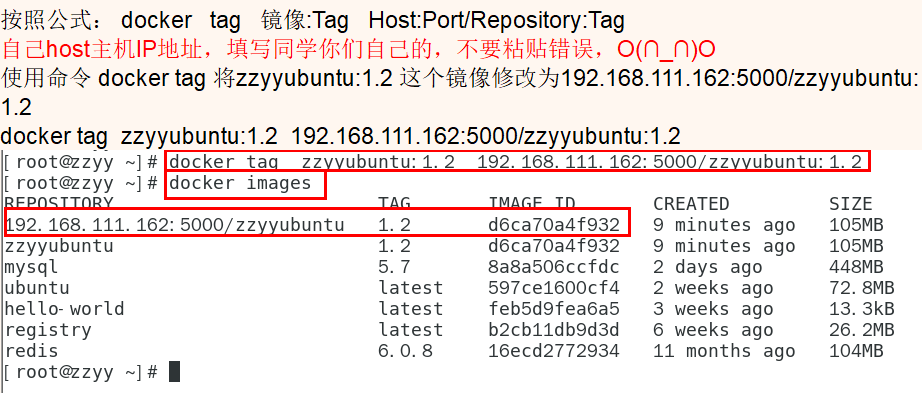 按照公式： docker   tag   镜像:Tag   Host:Port/Repository:Tag
自己host主机IP地址，填写同学你们自己的，不要粘贴错误，O(∩_∩)O
使用命令 docker tag 将zzyyubuntu:1.2 这个镜像修改为192.168.111.162:5000/zzyyubuntu:
1.2
docker tag  zzyyubuntu:1.2  192.168.111.162:5000/zzyyubuntu:1.2
[root@zzyy ~]# docker tag  zzyyubuntu:1.2  192.168.111.162:5000/zzyyubuntu:1.2
[root@zzyy ~]# docker images
REPOSITORY                        TAG       IMAGE ID       CREATED         SIZE
192.168.111.162:5000/zzyyubuntu   1.2       d6ca70a4f932   9 minutes ago   105MB
zzyyubuntu                        1.2       d6ca70a4f932   9 minutes ago   105MB
mysql                             5.7       8a8a506ccfdc   2 days ago      448MB
ubuntu                            latest    597ce1600cf4   2 weeks ago     72.8MB
hello-world                       latest    feb5d9fea6a5   3 weeks ago     13.3kB
registry                          latest    b2cb11db9d3d   6 weeks ago     26.2MB
redis                             6.0.8     16ecd2772934   11 months ago   104MB
[root@zzyy ~]#